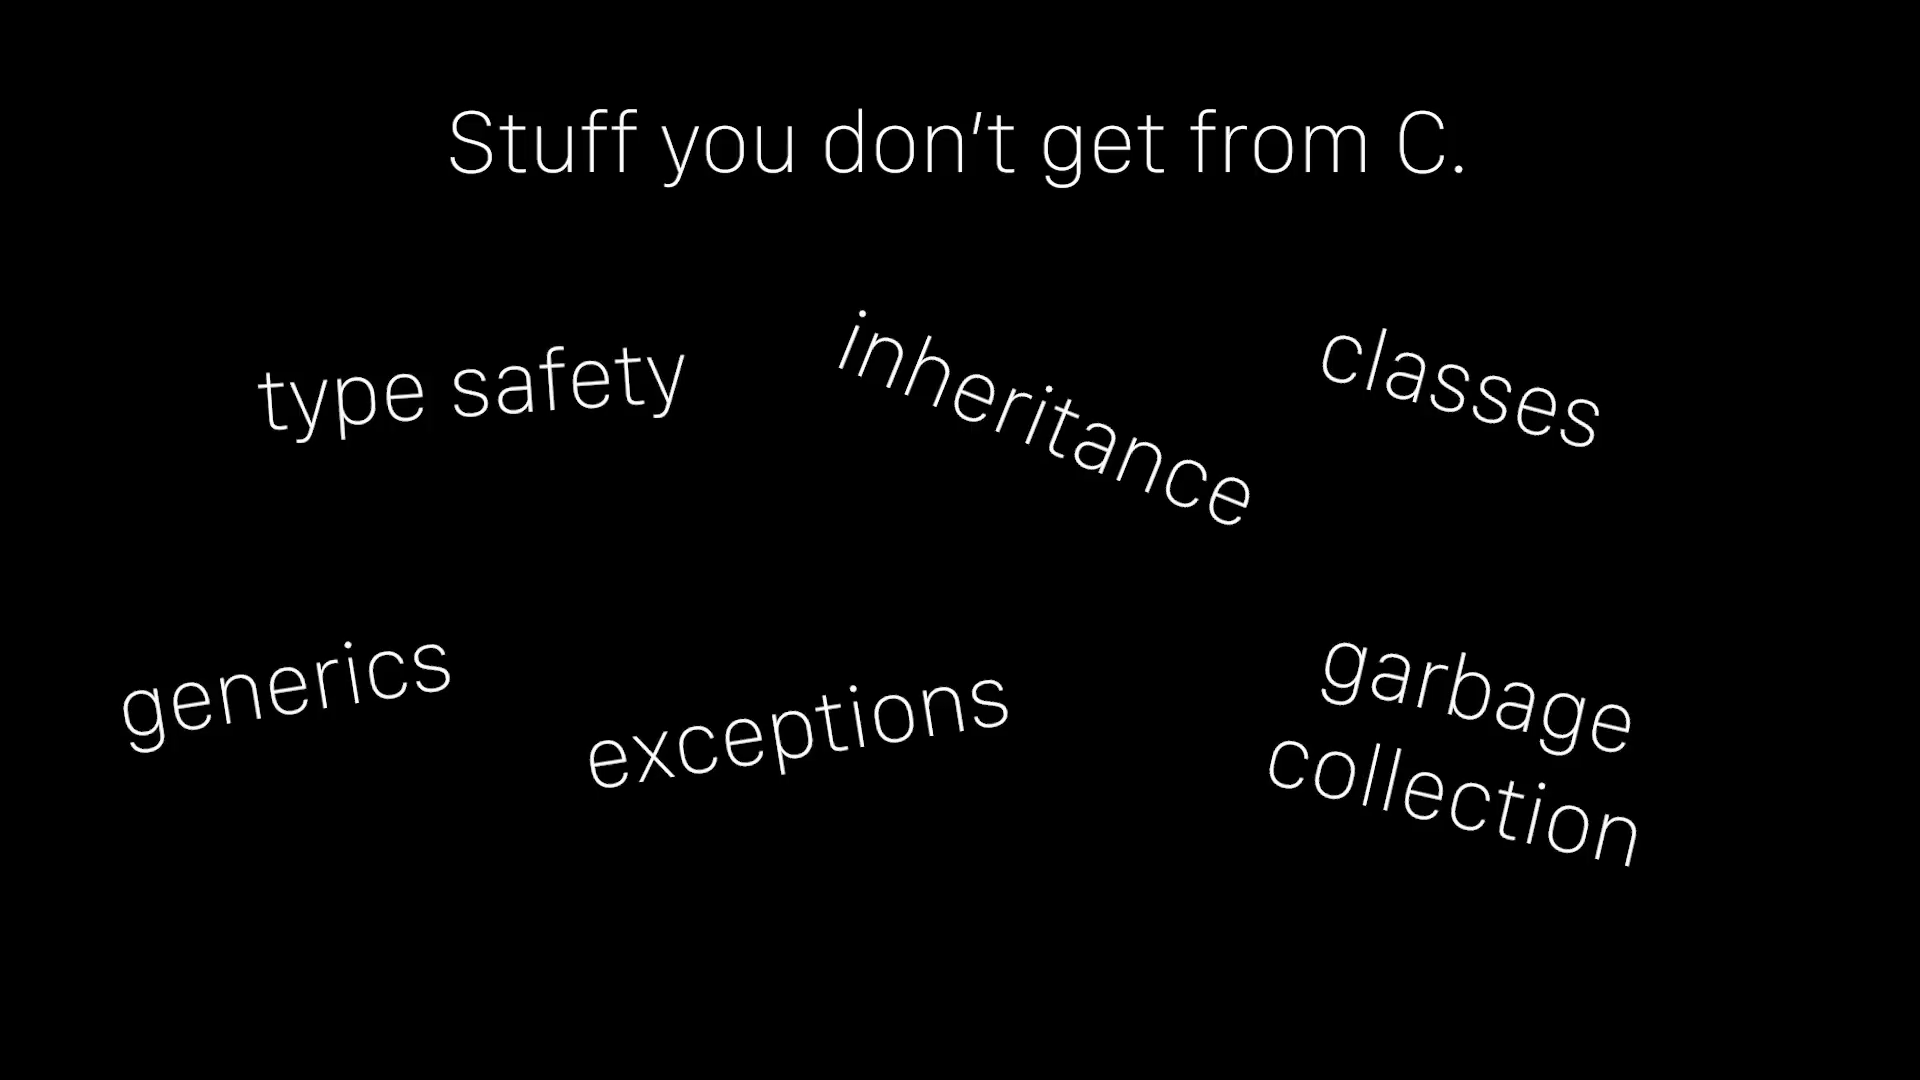 Stuff you don't get from C.
type safety
inheritance
classes
generics
exceptions
garbage
collection